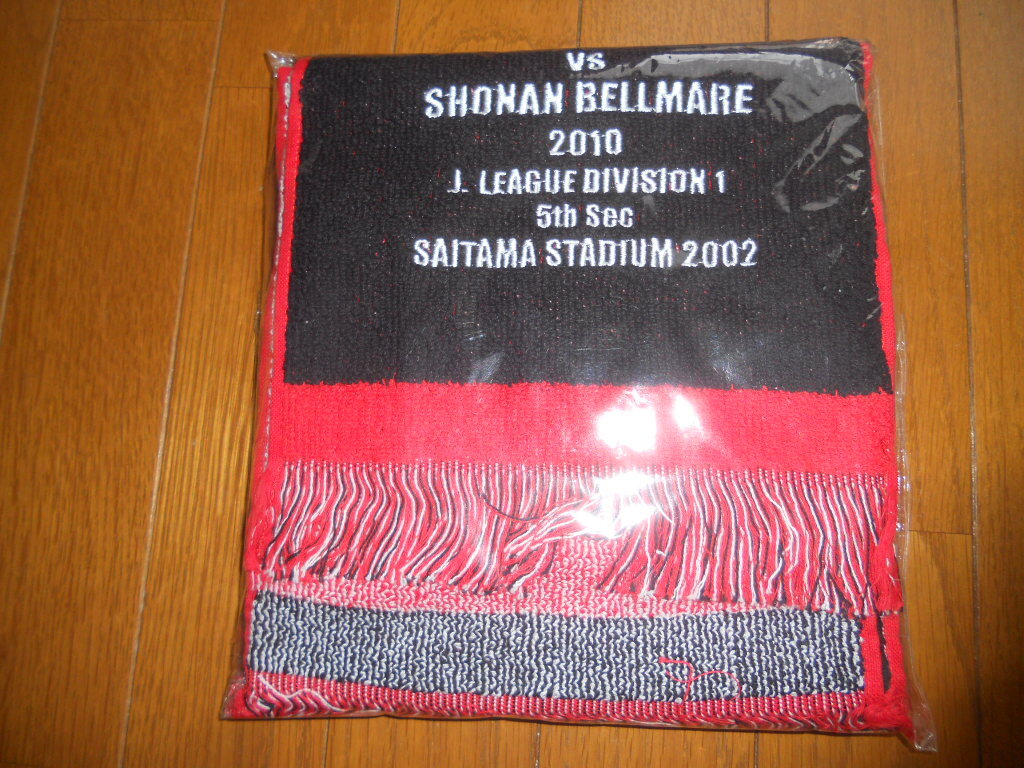 VS
SHONAN BELLMARE
2010
J. LEAGUE DIVISION 1
5th Sec
SAITAMA STADIUM 2002